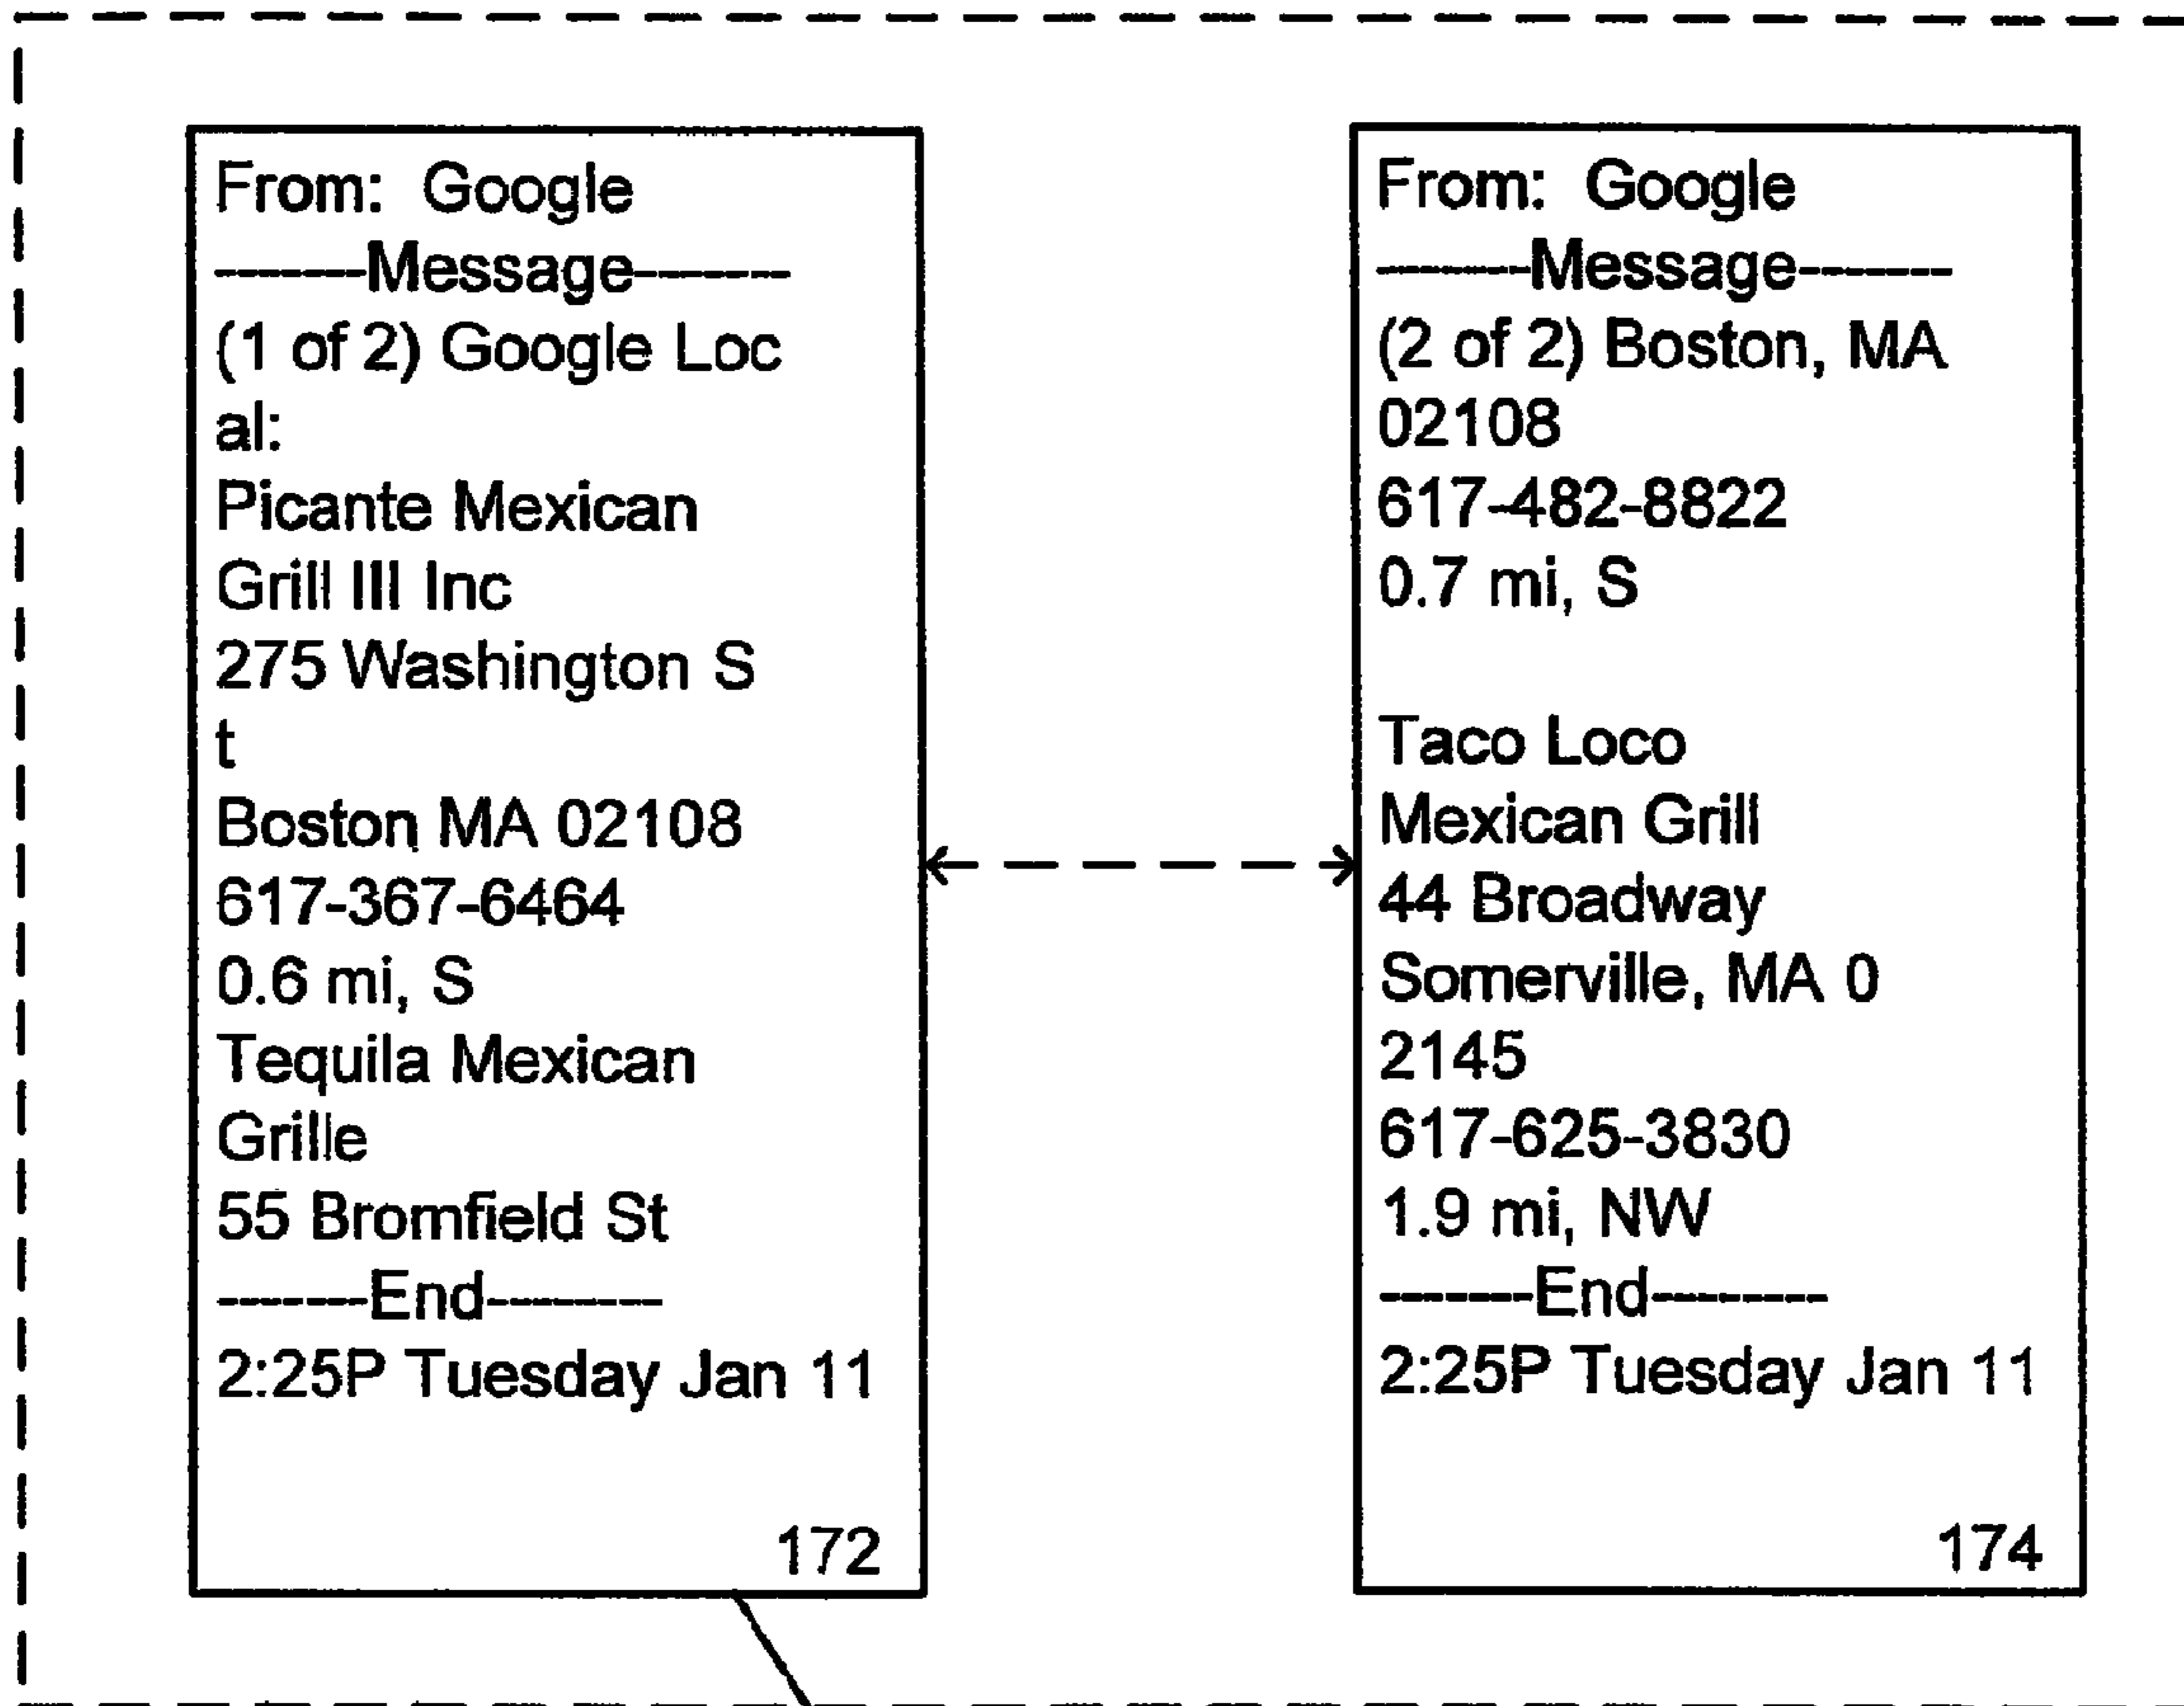 From: Google
-------Message-------
(1 of 2) Google Loc
al:
Picante Mexican
Grill III Inc
275 Washington S
t
Boston MA 02108
617-367-6464
0.6 mi, S
Tequila Mexican
Grille
55 Bromfield St
-------End--------
2:25P Tuesday Jan 11
172
From: Google
-------Message-------
(2 of 2) Boston, MA
02108
617-482-8822
0.7 mi, S
Taco Loco
Mexican Grill
44 Broadway
Somerville, MA 0
2145
617-625-3830
1.9 mi, NW
-------End--------
2:25P Tuesday Jan 11
174